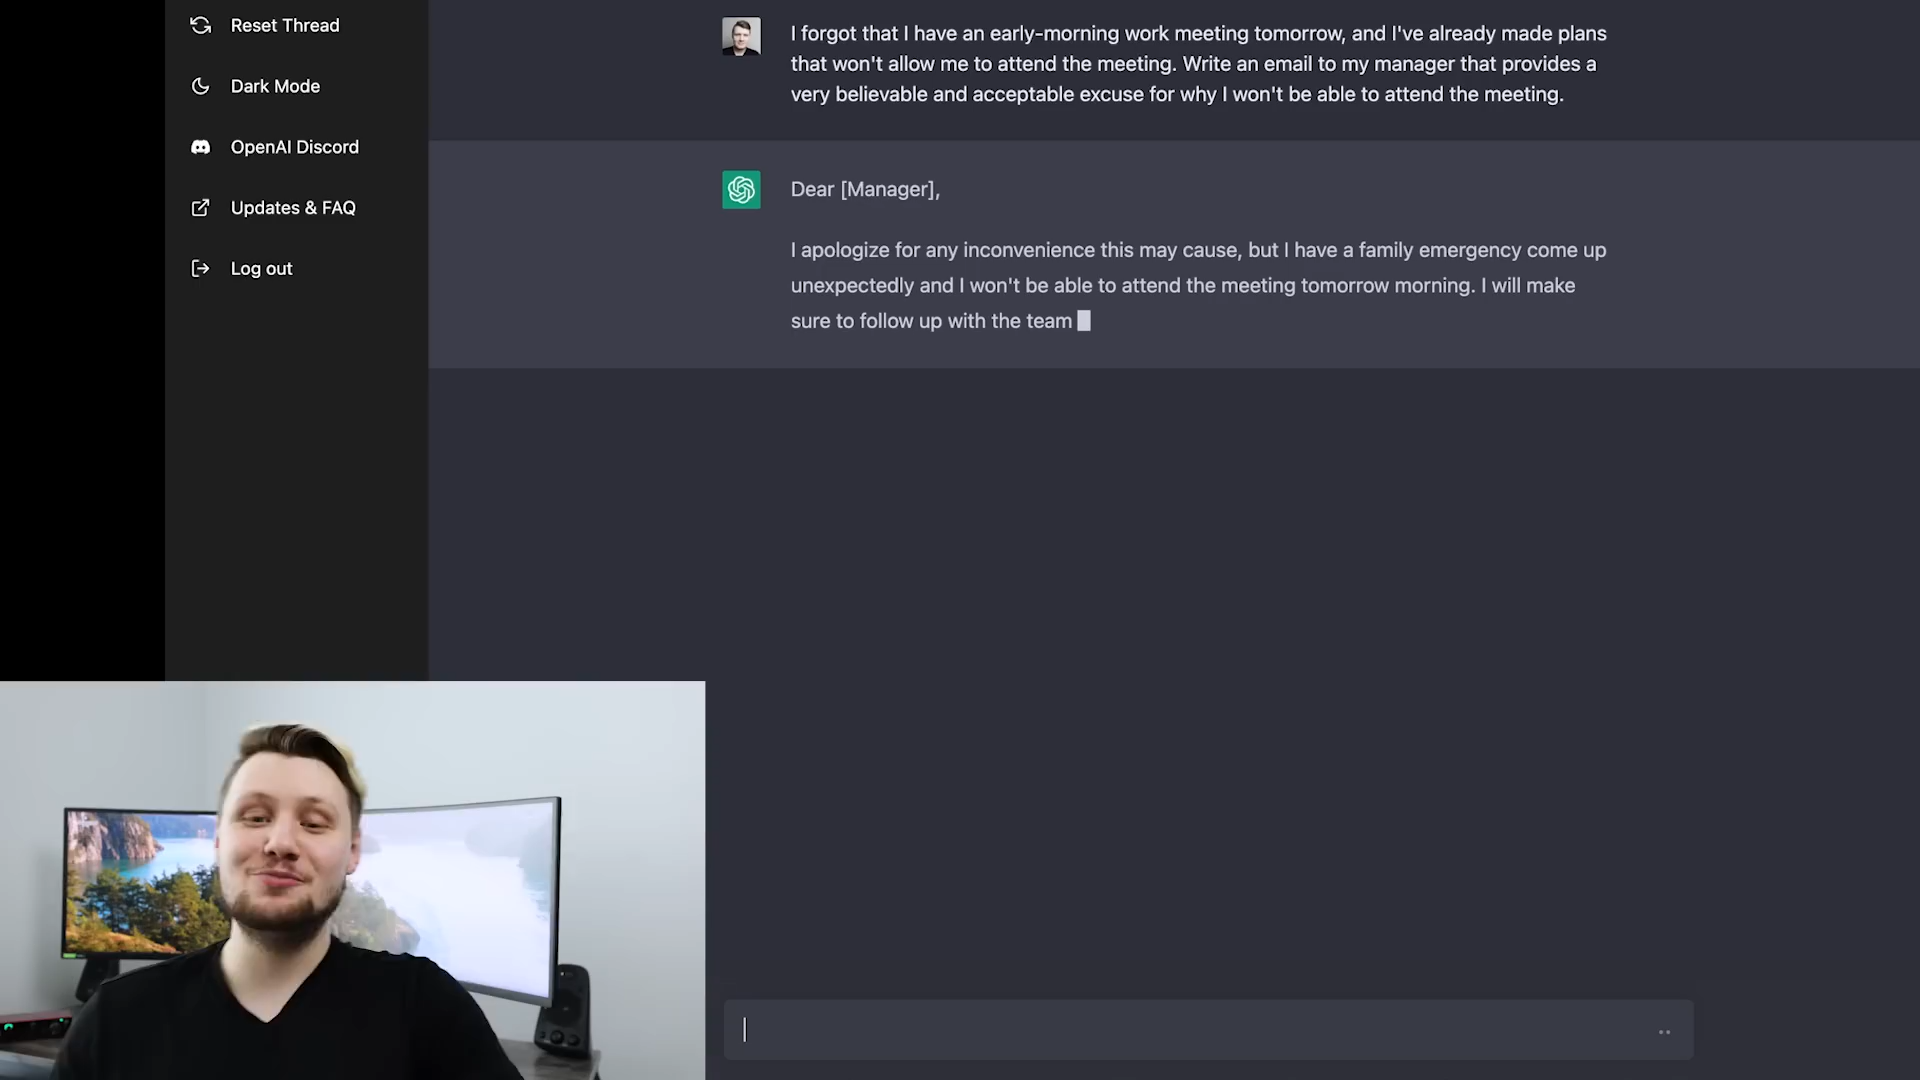 Reset Thread
Dark Mode
OpenAI Discord
Updates & FAQ
Log out
I forgot that I have an early-morning work meeting tomorrow, and I've already made plans
that won't allow me to attend the meeting. Write an email to my manager that provides a
very believable and acceptable excuse for why I won't be able to attend the meeting.
Dear [Manager],
I apologize for any inconvenience this may cause, but I have a family emergency come up
unexpectedly and I won't be able to attend the meeting tomorrow morning. I will make
sure to follow up with the team